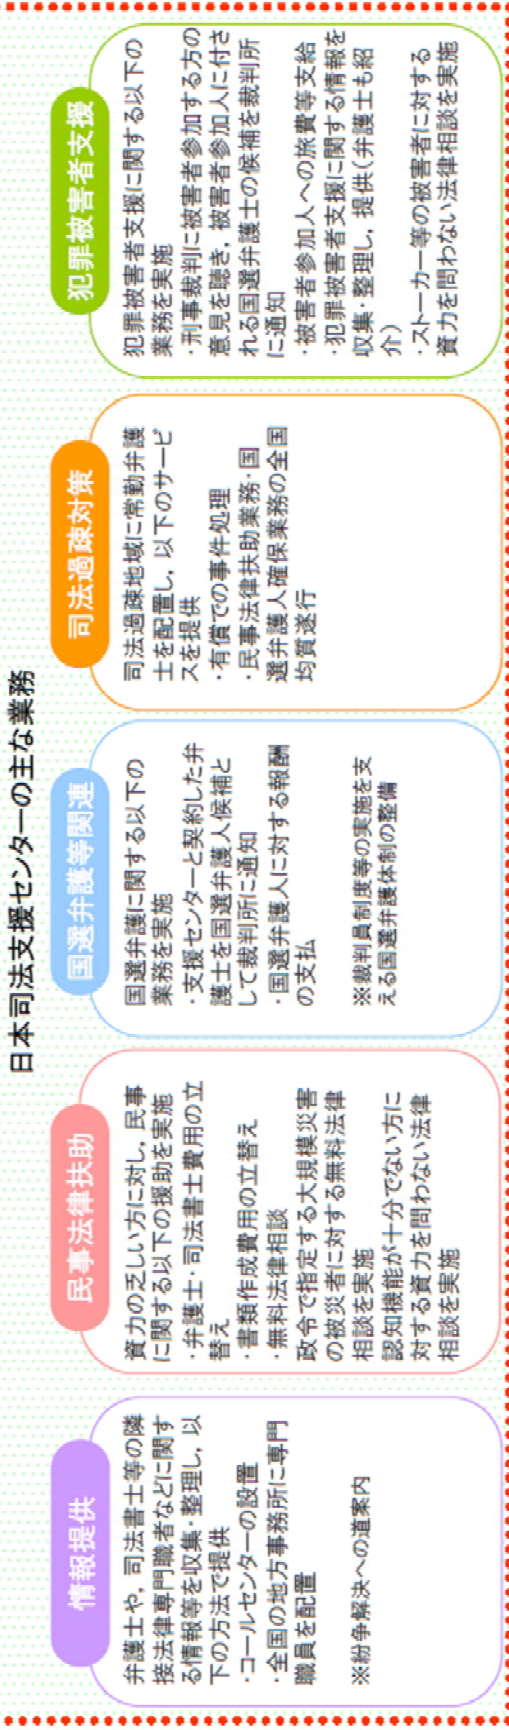 日本司法支援センターの主な業務
情報提供
弁護士や，司法書士等の隣
接法律専門職者などに関す
る情報等を収集・整理し，以
下の方法で提供
・コールセンターの設置
・全国の地方事務所に専門
職員を配置
※紛争解決への道案内
民事法律扶助
資力の乏しい方に対し，民事
に関する以下の援助を実施
・弁護士・司法書士費用の立
替え
・書類作成費用の立替え
・無料法律相談
政令で指定する大規模災害
の被災者に対する無料法律
相談を実施
認知機能が十分でない方に
対する資力を問わない法律
相談を実施
国選弁護等関連
国選弁護に関する以下の
業務を実施
・支援センターと契約した弁
護士を国選弁護人候補と
して裁判所に通知
・国選弁護人に対する報酬
の支払
※裁判員制度等の実施を支
える国選弁護体制の整備
司法過疎対策
司法過疎地域に常勤弁護
士を配置し，以下のサービ
スを提供
・有償での事件処理
・民事法律扶助業務・国
選弁護人確保業務の全国
均質遂行
犯罪被害者支援
犯罪被害者支援に関する以下の
業務を実施
・刑事裁判に被害者参加する方の
意見を聴き，被害者参加人に付さ
れる国選弁護士の候補を裁判所
に通知
・被害者参加人への旅費等支給
・犯罪被害者支援に関する情報を
収集・整理し，提供（弁護士も紹
介）
・ストーカー等の被害者に対する
資力を問わない法律相談を実施